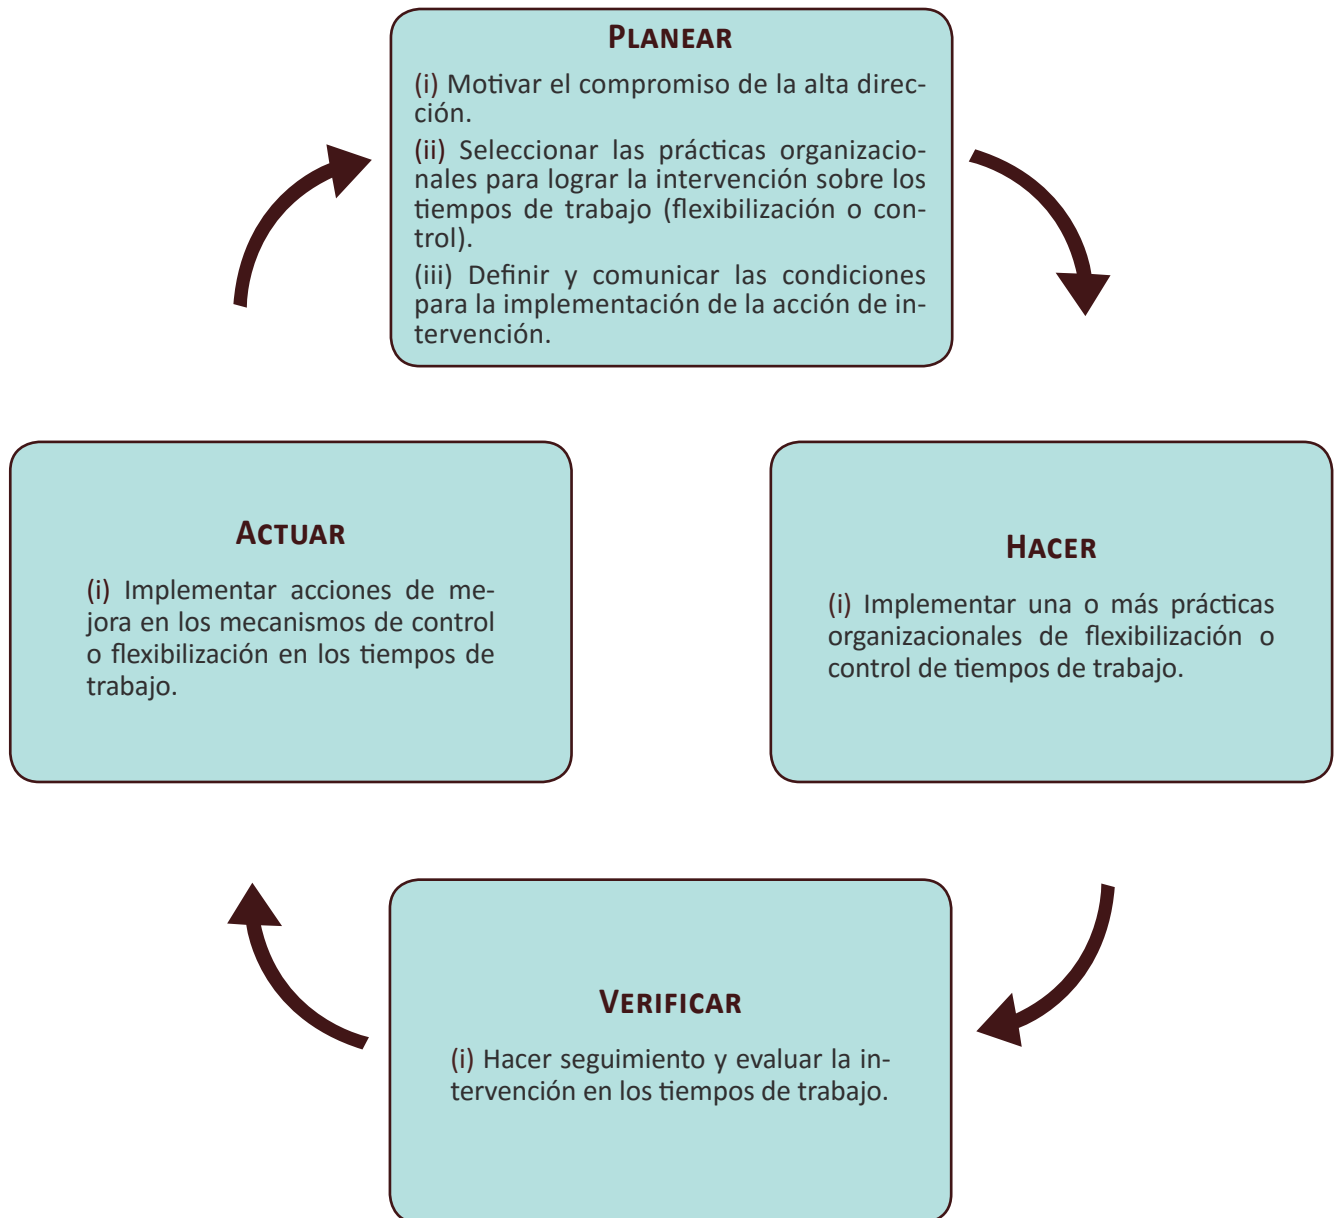 PLANEAR
(i) Motivar el compromiso de la alta direc-
ción.
(ii) Seleccionar las prácticas organizacio-
nales para lograr la intervención sobre los
tiempos de trabajo (flexibilización o con-
trol).
(iii) Definir y comunicar las condiciones
para la implementación de la acción de in-
tervención.
ACTUAR
(i) Implementar acciones de me-
jora en los mecanismos de control
o flexibilización en los tiempos de
trabajo.
HACER
(i) Implementar una o más prácticas
organizacionales de flexibilización o
control de tiempos de trabajo.
VERIFICAR
(i) Hacer seguimiento y evaluar la in-
tervención en los tiempos de trabajo.